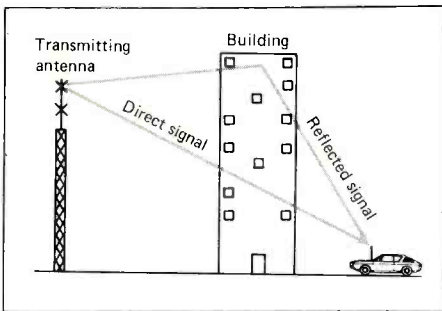 Transmitting
antenna
Building
Direct signal
Reflected signal